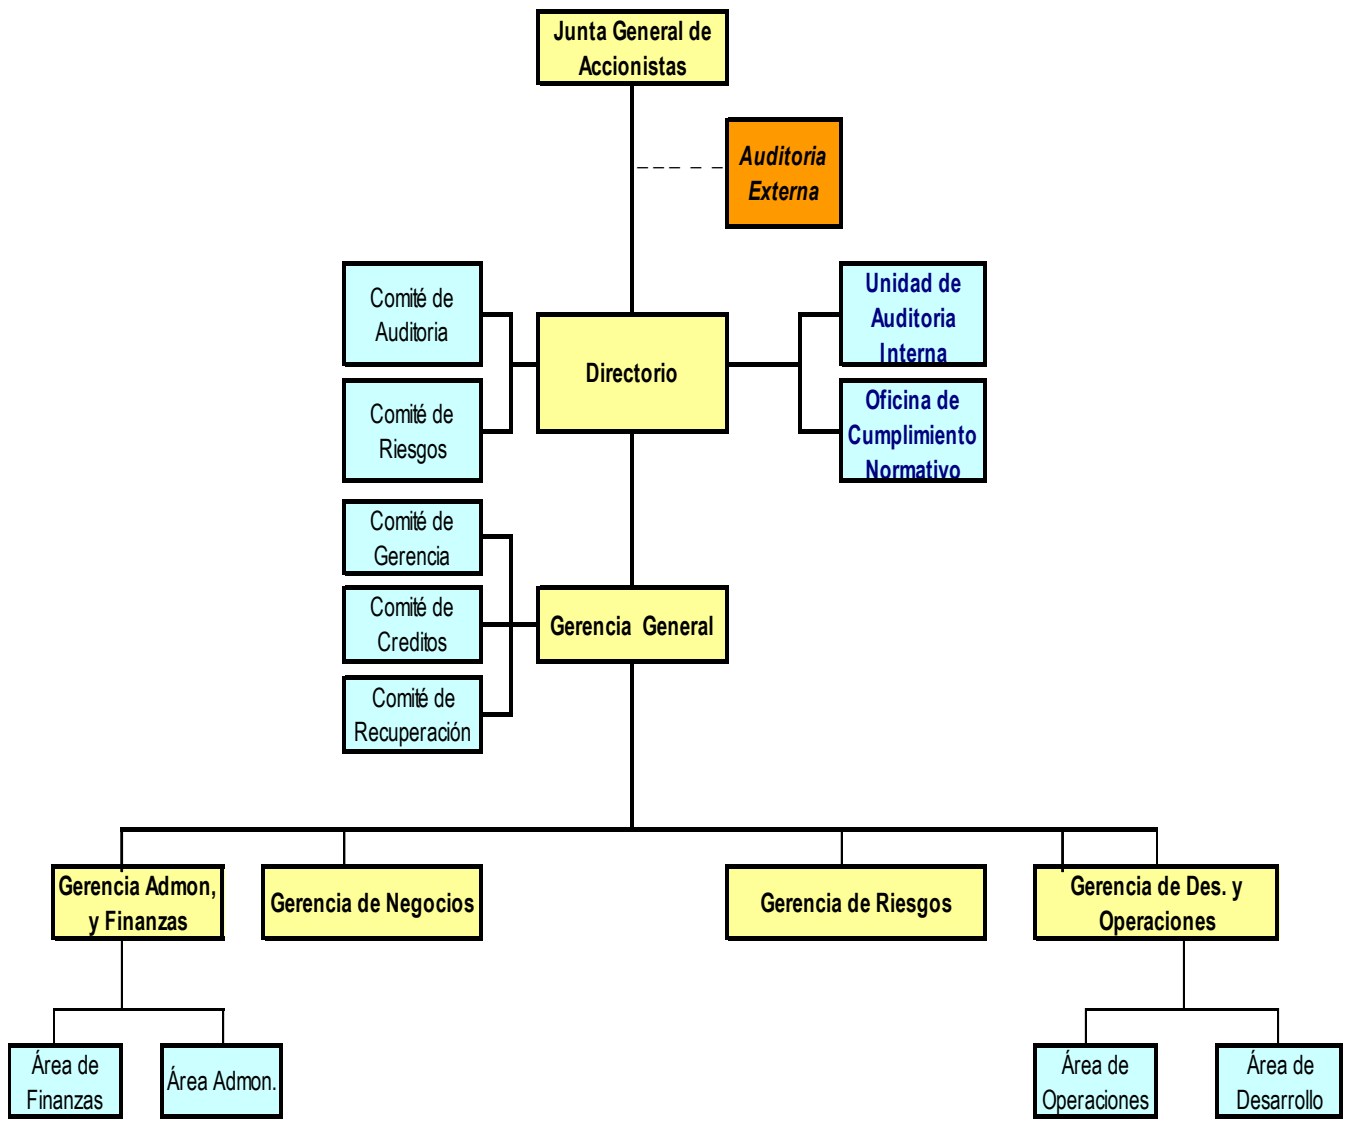 Junta General de
Accionistas
Auditoria
Externa
Comité de
Auditoria
Unidad de
Auditoria
Interna
Directorio
Comité de
Riesgos
Oficina de
Cumplimiento
Normativo
Comité de
Gerencia
Comité de
Creditos
Gerencia General
Comité de
Recuperación
Gerencia Admon,
y Finanzas
Gerencia de Negocios
Gerencia de Riesgos
Gerencia de Des. y
Operaciones
Área de
Finanzas
Área Admon.
Área de
Operaciones
Área de
Desarrollo